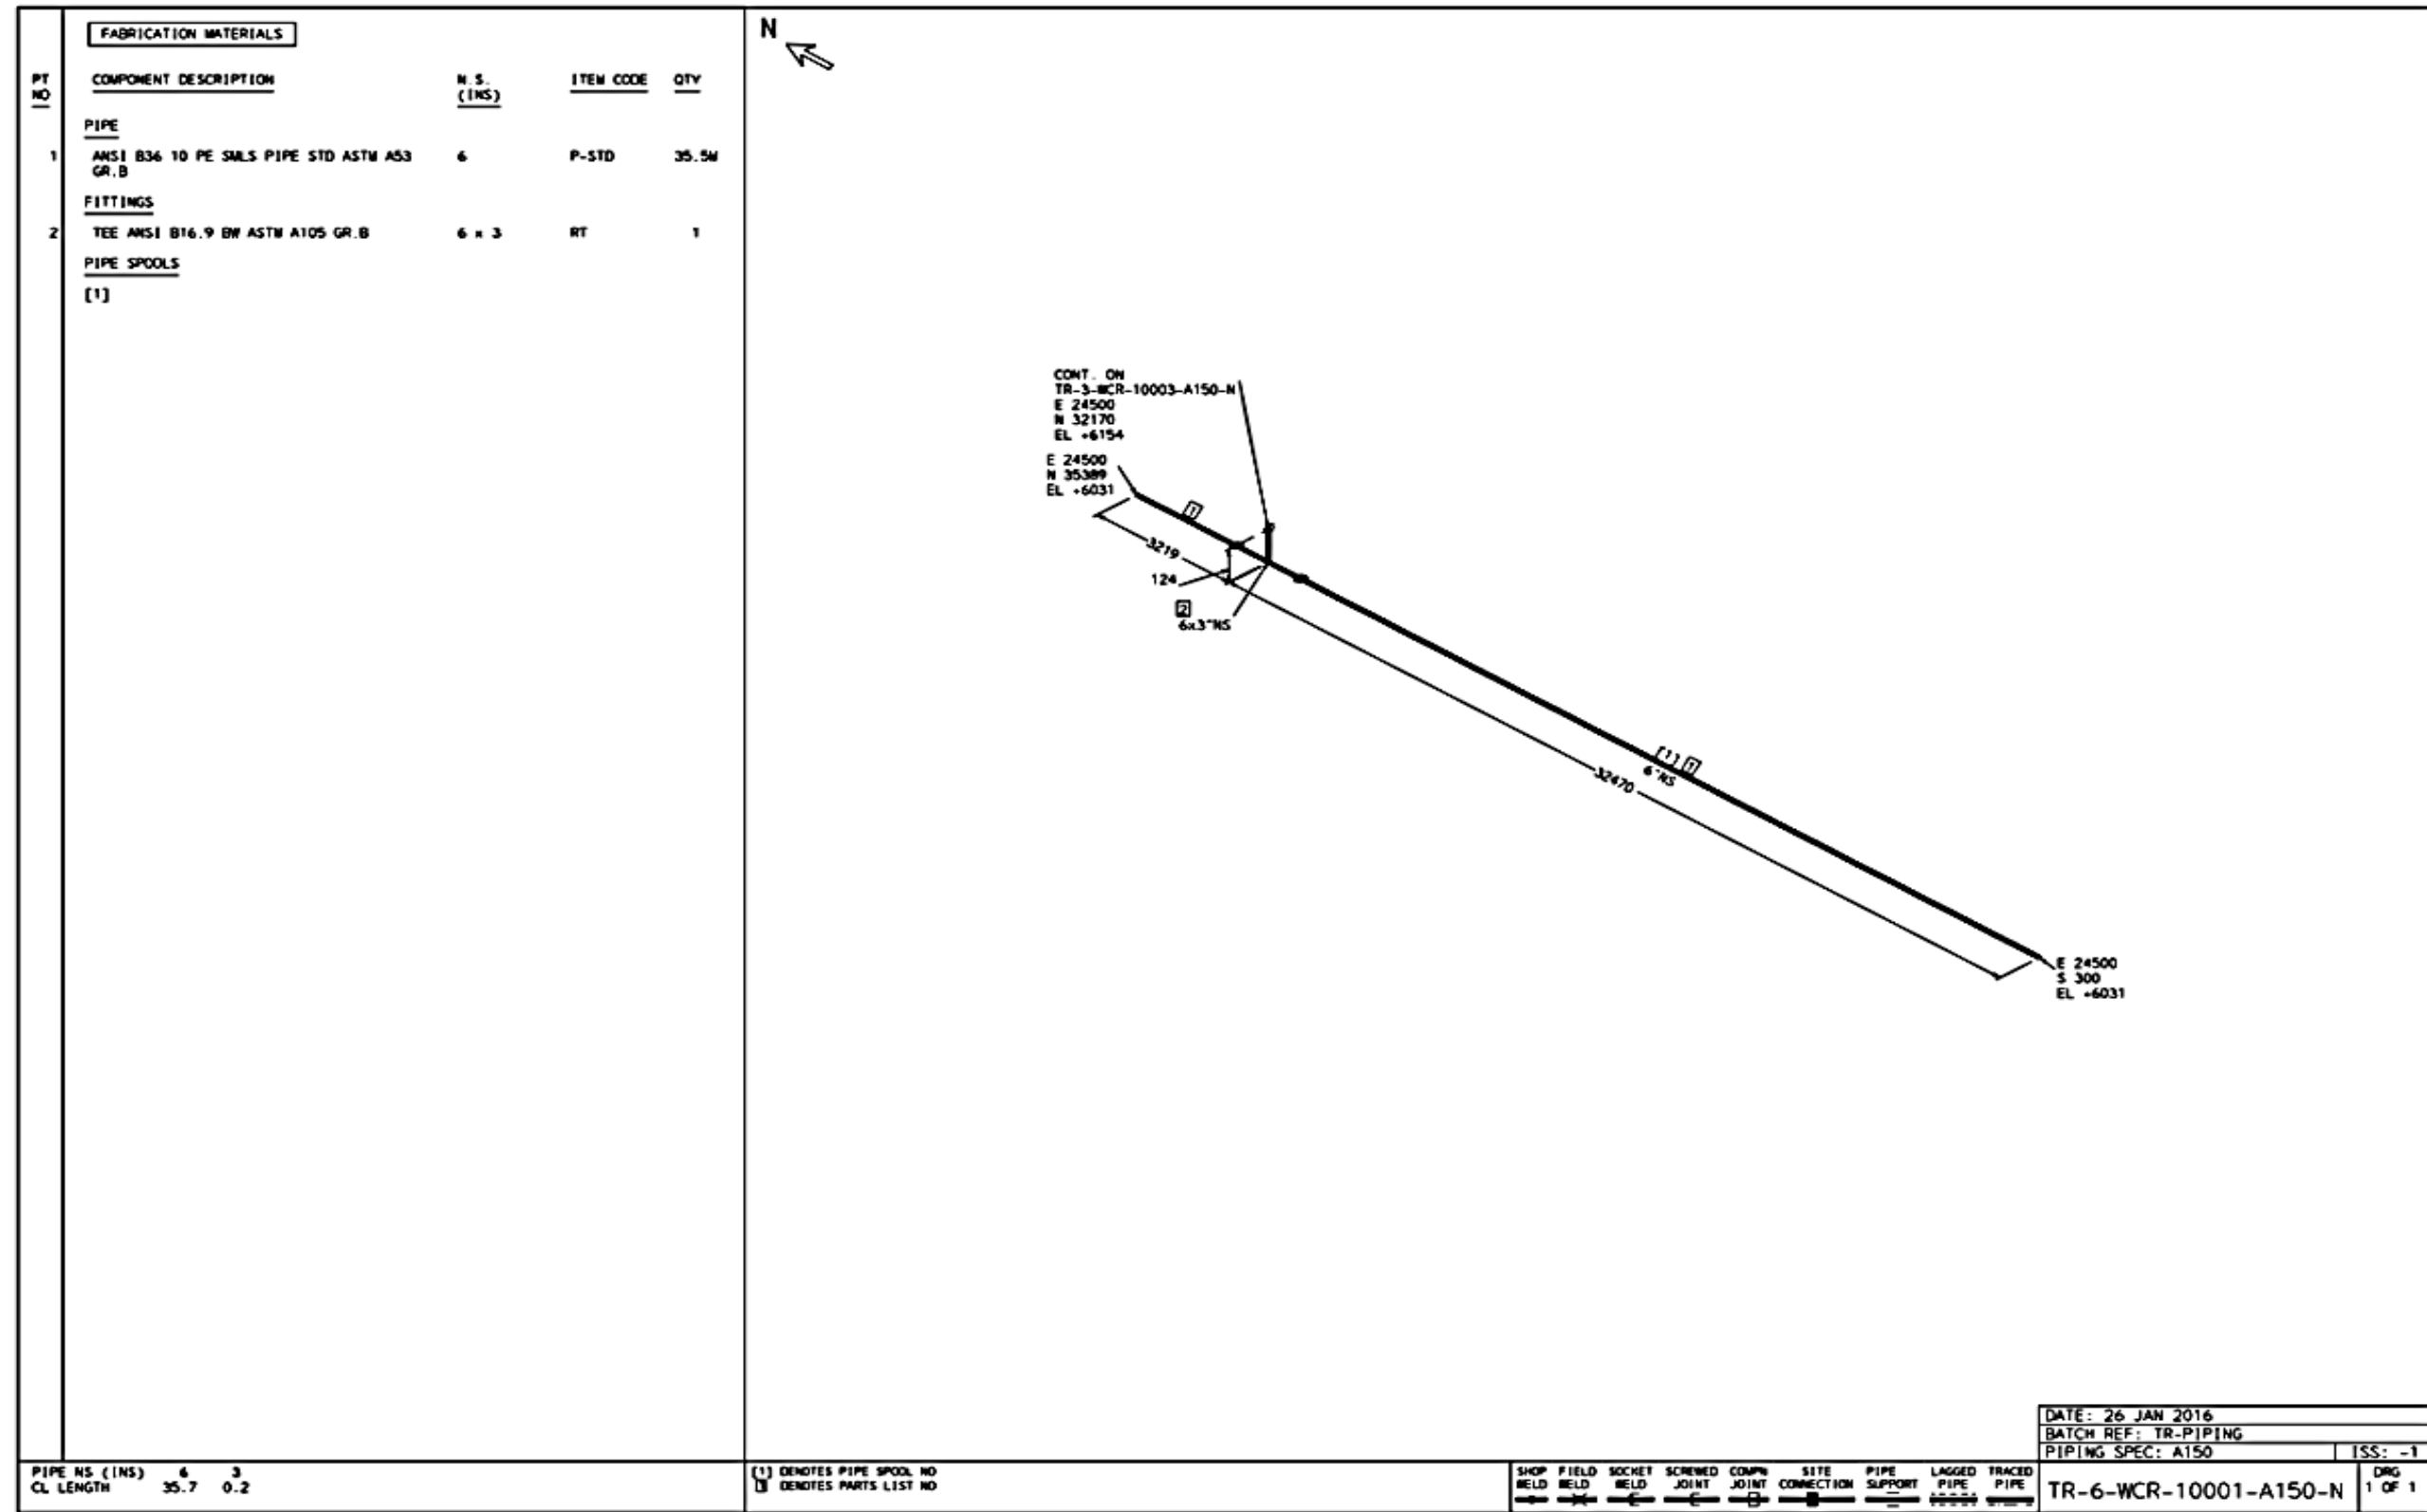 FABRICATION MATERIALS
PT NO COMPONENT DESCRIPTION N.S. (INS) ITEM CODE QTY
PIPE
1 ANSI B36 10 PE SMLS PIPE STD ASTM A53 6 P-STD 35.5M
GR.B
FITTINGS
2 TEE ANSI B16.9 BW ASTM A105 GR.B 6 x 3 RT 1
PIPE SPOOLS
[1]
PIPE NS (INS) 6 3
CL LENGTH 35.7 0.2
N
CONT. ON
TR-3-WCR-10003-A150-N
E 24500
N 32170
EL +6154
E 24500
N 35389
EL +6031
1
3219
124
2
6x3"NS
[1] 1
6"NS
32470
E 24500
S 300
EL +6031
[1] DENOTES PIPE SPOOL NO
DENOTES PARTS LIST NO
SHOP WELD
FIELD WELD
SOCKET WELD
SCREWED JOINT
COMPN JOINT
SITE CONNECTION
PIPE SUPPORT
LAGGED PIPE
TRACED PIPE
DATE: 26 JAN 2016
BATCH REF: TR-PIPING
PIPING SPEC: A150 ISS: -1
TR-6-WCR-10001-A150-N
DRG
1 OF 1